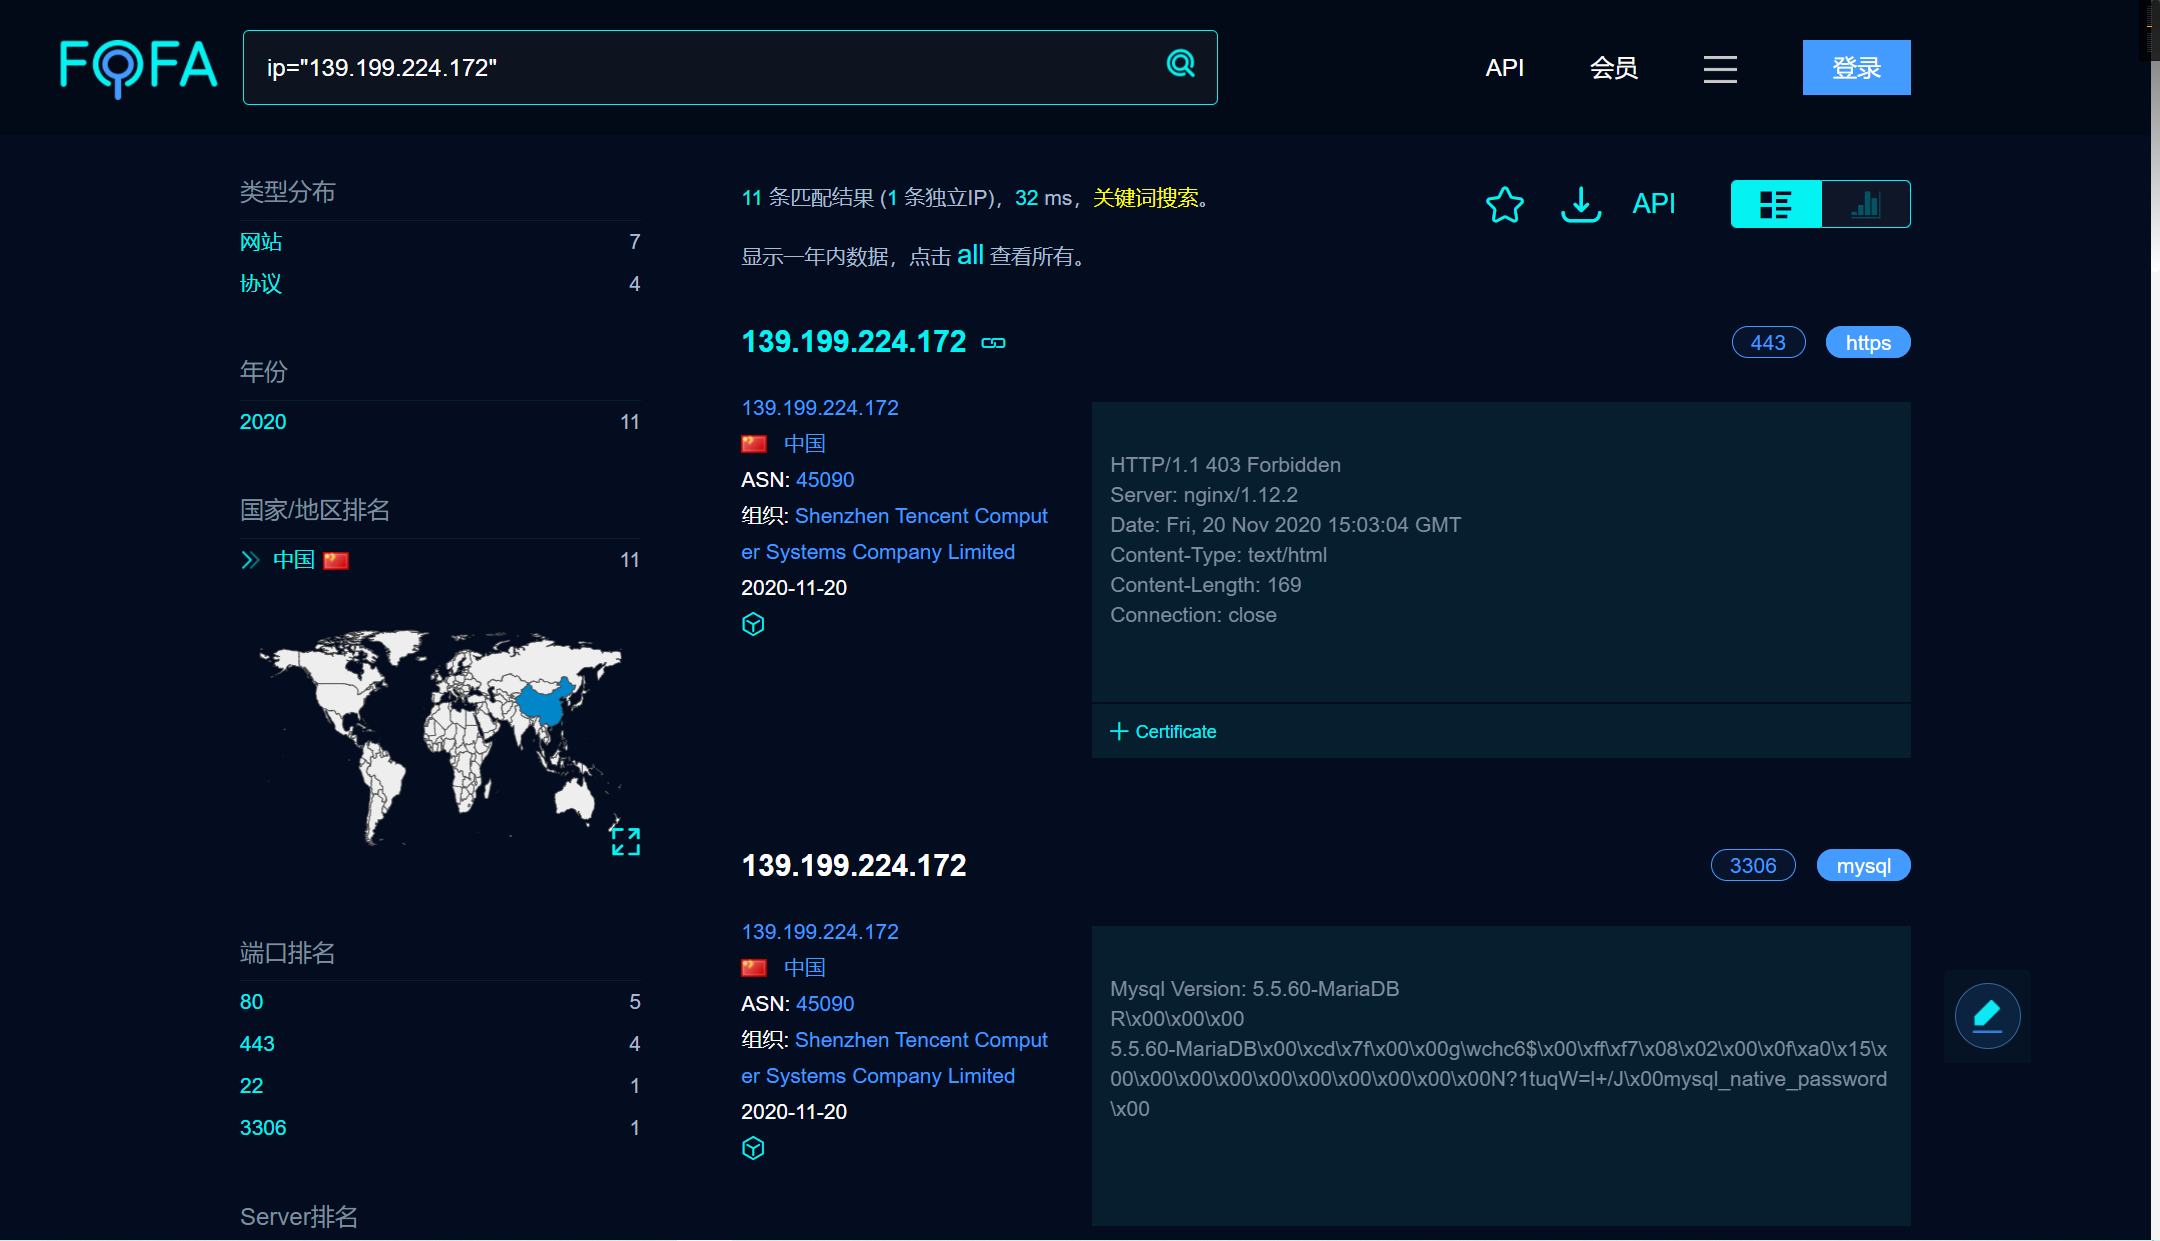 FOFA
ip="139.199.224.172"
API
会员
登录
类型分布
网站 7
协议 4
年份
2020 11
国家/地区排名
中国 11
端口排名
80 5
443 4
22 1
3306 1
Server排名
11 条匹配结果 (1 条独立IP)，32 ms，关键词搜索。
API
显示一年内数据，点击 all 查看所有。
139.199.224.172
443 https
139.199.224.172
中国
ASN: 45090
组织: Shenzhen Tencent Comput
er Systems Company Limited
2020-11-20
HTTP/1.1 403 Forbidden
Server: nginx/1.12.2
Date: Fri, 20 Nov 2020 15:03:04 GMT
Content-Type: text/html
Content-Length: 169
Connection: close
Certificate
139.199.224.172
3306 mysql
139.199.224.172
中国
ASN: 45090
组织: Shenzhen Tencent Comput
er Systems Company Limited
2020-11-20
Mysql Version: 5.5.60-MariaDB
R\x00\x00\x00
5.5.60-MariaDB\x00\xcd\x7f\x00\x00g\wchc6$\x00\xff\xf7\x08\x02\x00\x0f\xa0\x15\x
00\x00\x00\x00\x00\x00\x00\x00\x00\x00N?1tuqW=I+/J\x00mysql_native_password
\x00